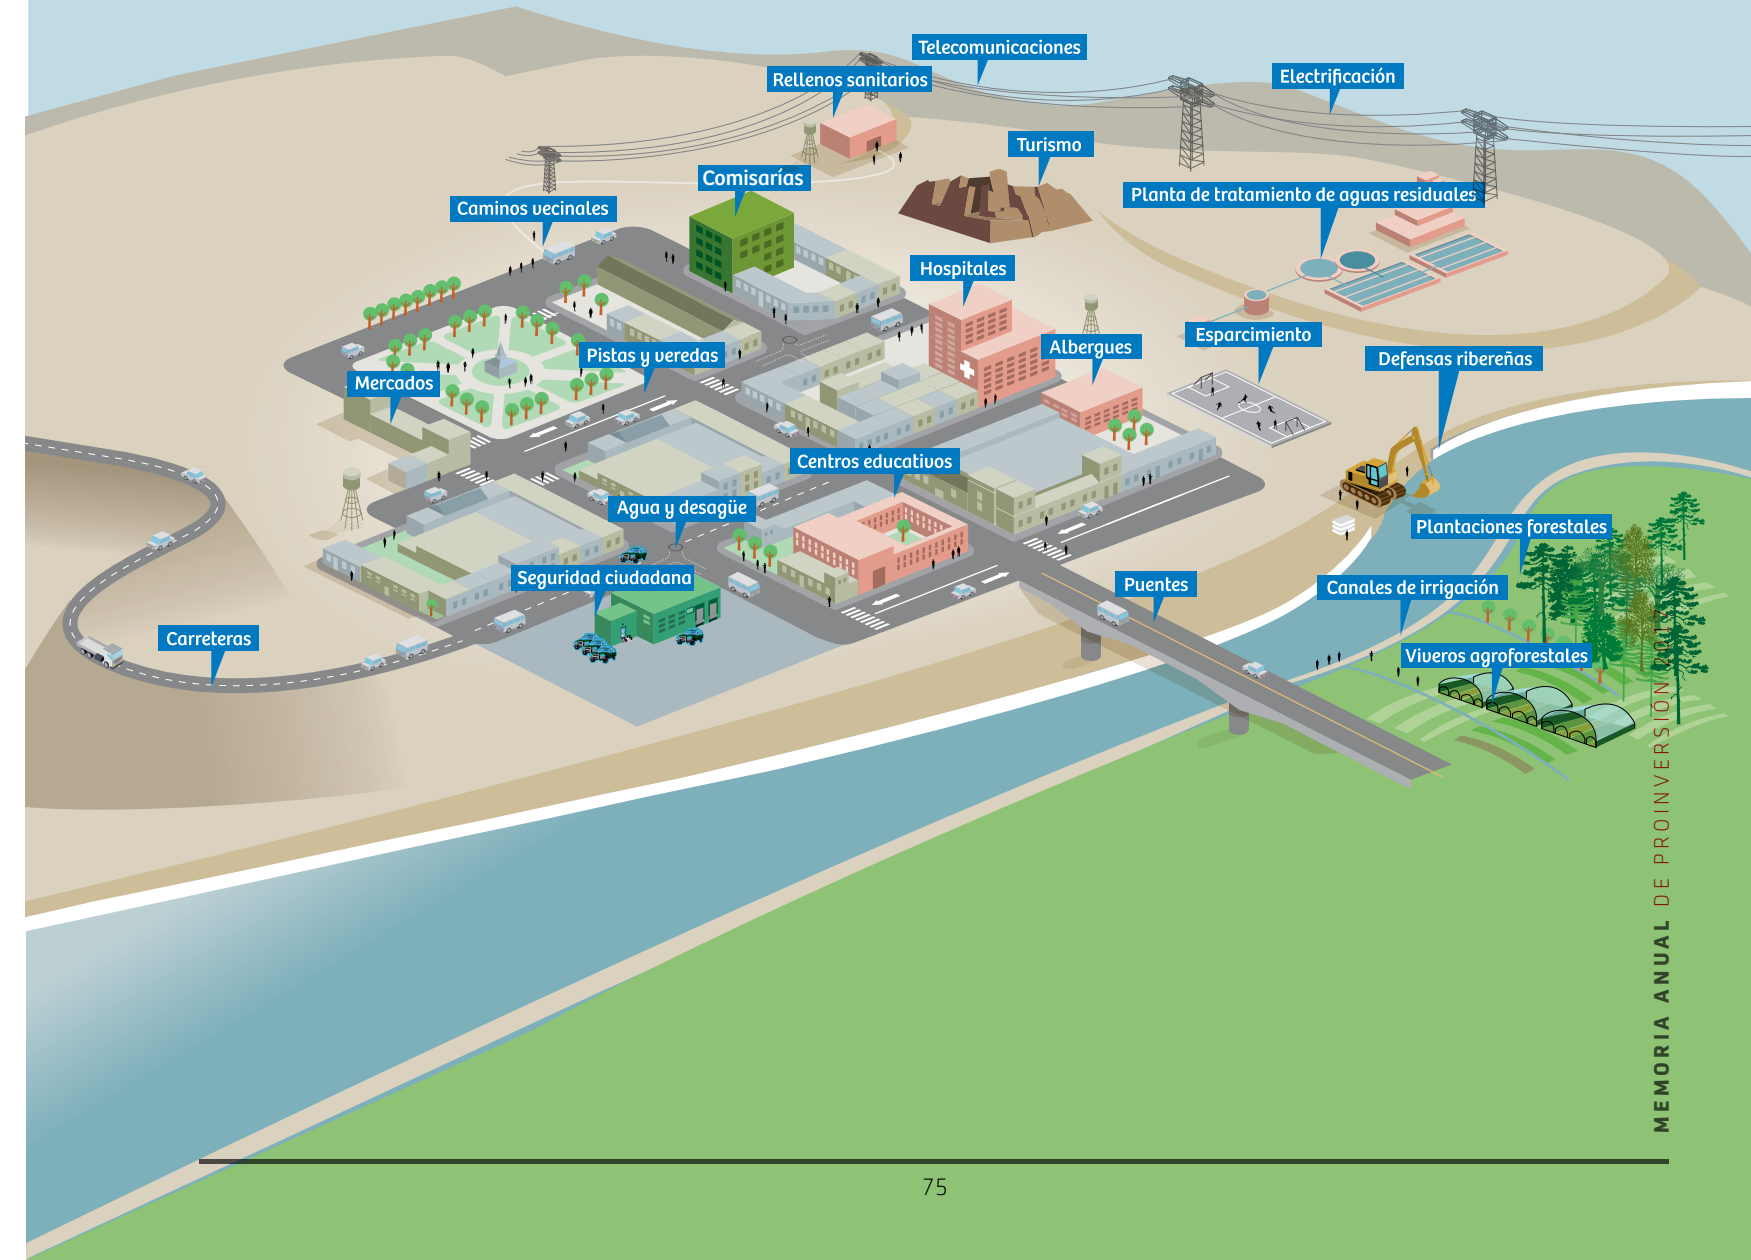 Telecomunicaciones
Rellenos sanitarios
Electrificación
Turismo
Comisarías
Planta de tratamiento de aguas residuales
Caminos vecinales
Hospitales
Esparcimiento
Albergues
Pistas y veredas
Defensas ribereñas
Mercados
Centros educativos
Agua y desagüe
Plantaciones forestales
Seguridad ciudadana
Puentes
Canales de irrigación
Carreteras
Viveros agroforestales
MEMORIA ANUAL DE PROINVERSIÓN 2017
75